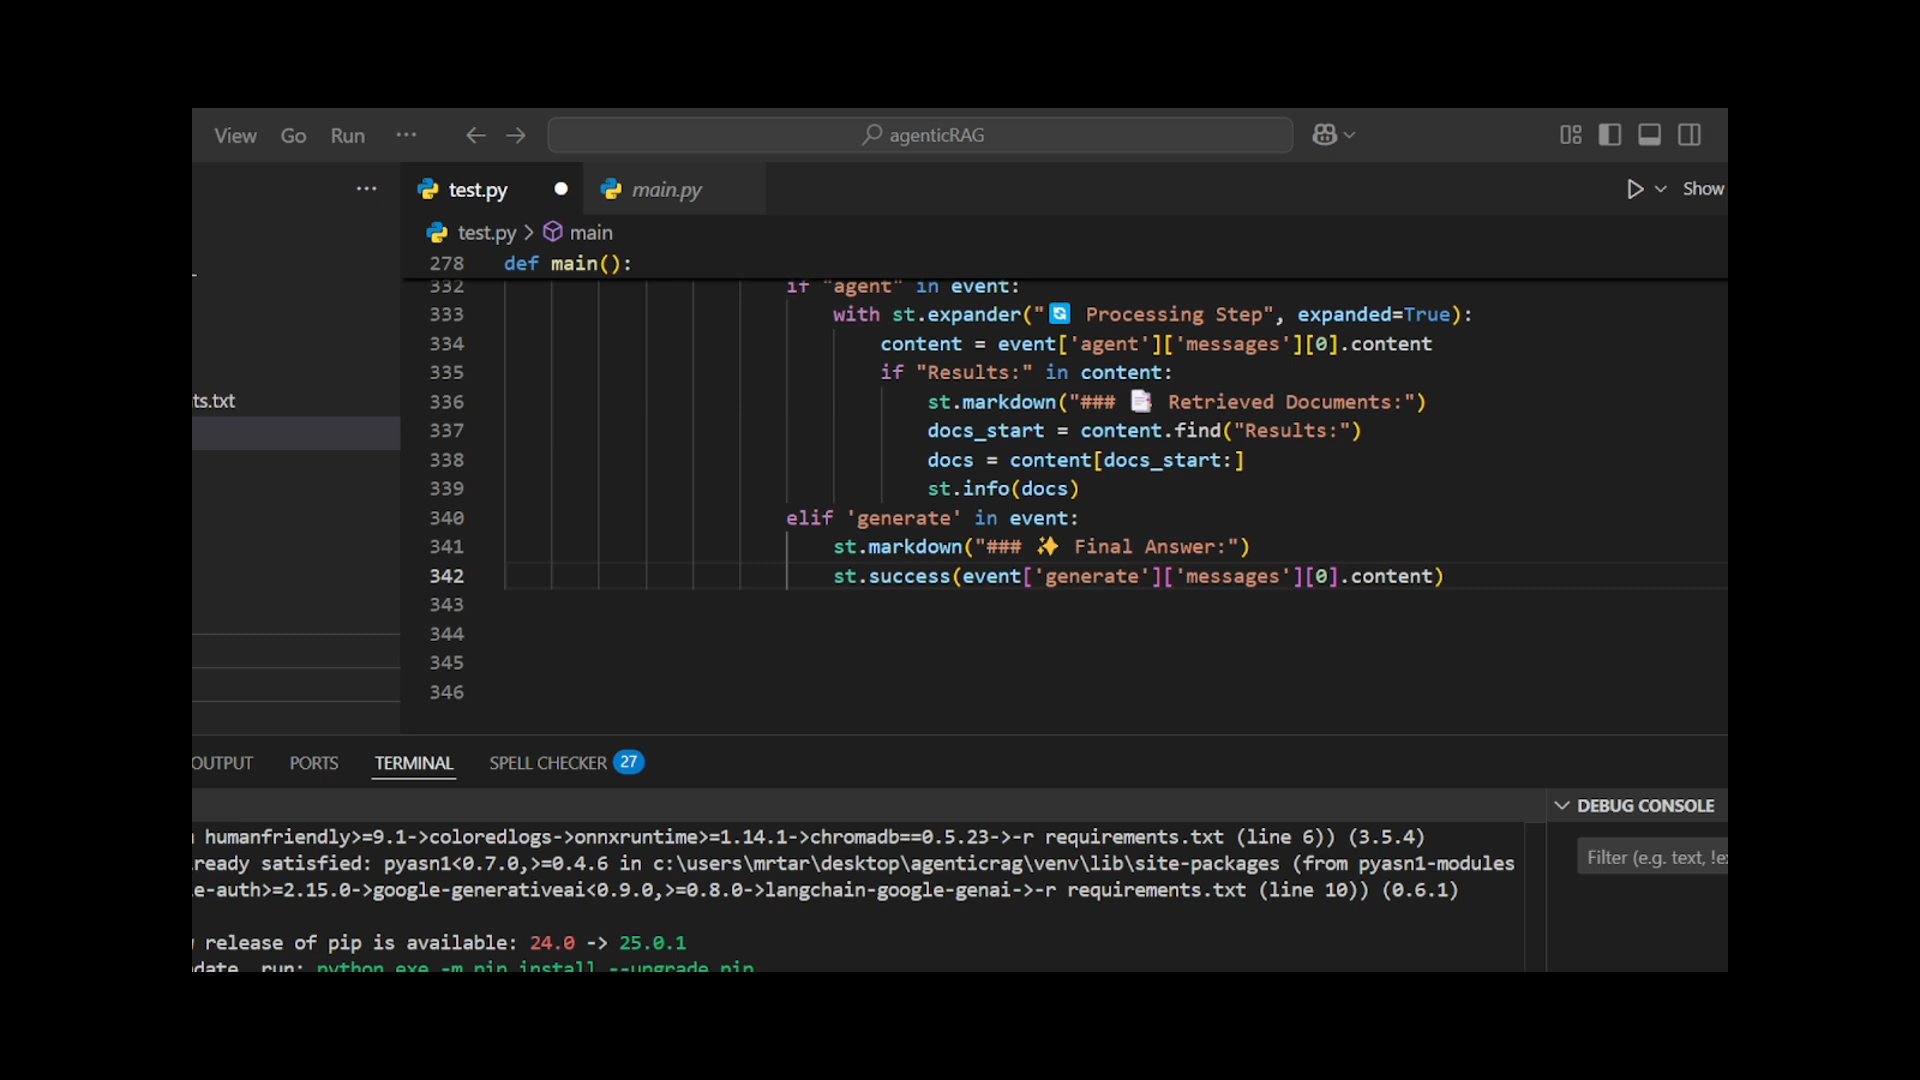 View Go Run ··· ← → agenticRAG
··· test.py main.py Show
test.py > main
278 def main():
332 if "agent" in event:
333 with st.expander("🔄 Processing Step", expanded=True):
334 content = event['agent']['messages'][0].content
335 if "Results:" in content:
ts.txt
336 st.markdown("### 📑 Retrieved Documents:")
337 docs_start = content.find("Results:")
338 docs = content[docs_start:]
339 st.info(docs)
340 elif 'generate' in event:
341 st.markdown("### ✨ Final Answer:")
342 st.success(event['generate']['messages'][0].content)
343
344
345
346
OUTPUT PORTS TERMINAL SPELL CHECKER 27
DEBUG CONSOLE
humanfriendly>=9.1->coloredlogs->onnxruntime>=1.14.1->chromadb==0.5.23->-r requirements.txt (line 6)) (3.5.4)
Filter (e.g. text, !e
ready satisfied: pyasn1<0.7.0,>=0.4.6 in c:\users\mrtar\desktop\agenticrag\venv\lib\site-packages (from pyasn1-modules
e-auth>=2.15.0->google-generativeai<0.9.0,>=0.8.0->langchain-google-genai->-r requirements.txt (line 10)) (0.6.1)
release of pip is available: 24.0 -> 25.0.1
date, run: python.exe -m pip install --upgrade pip